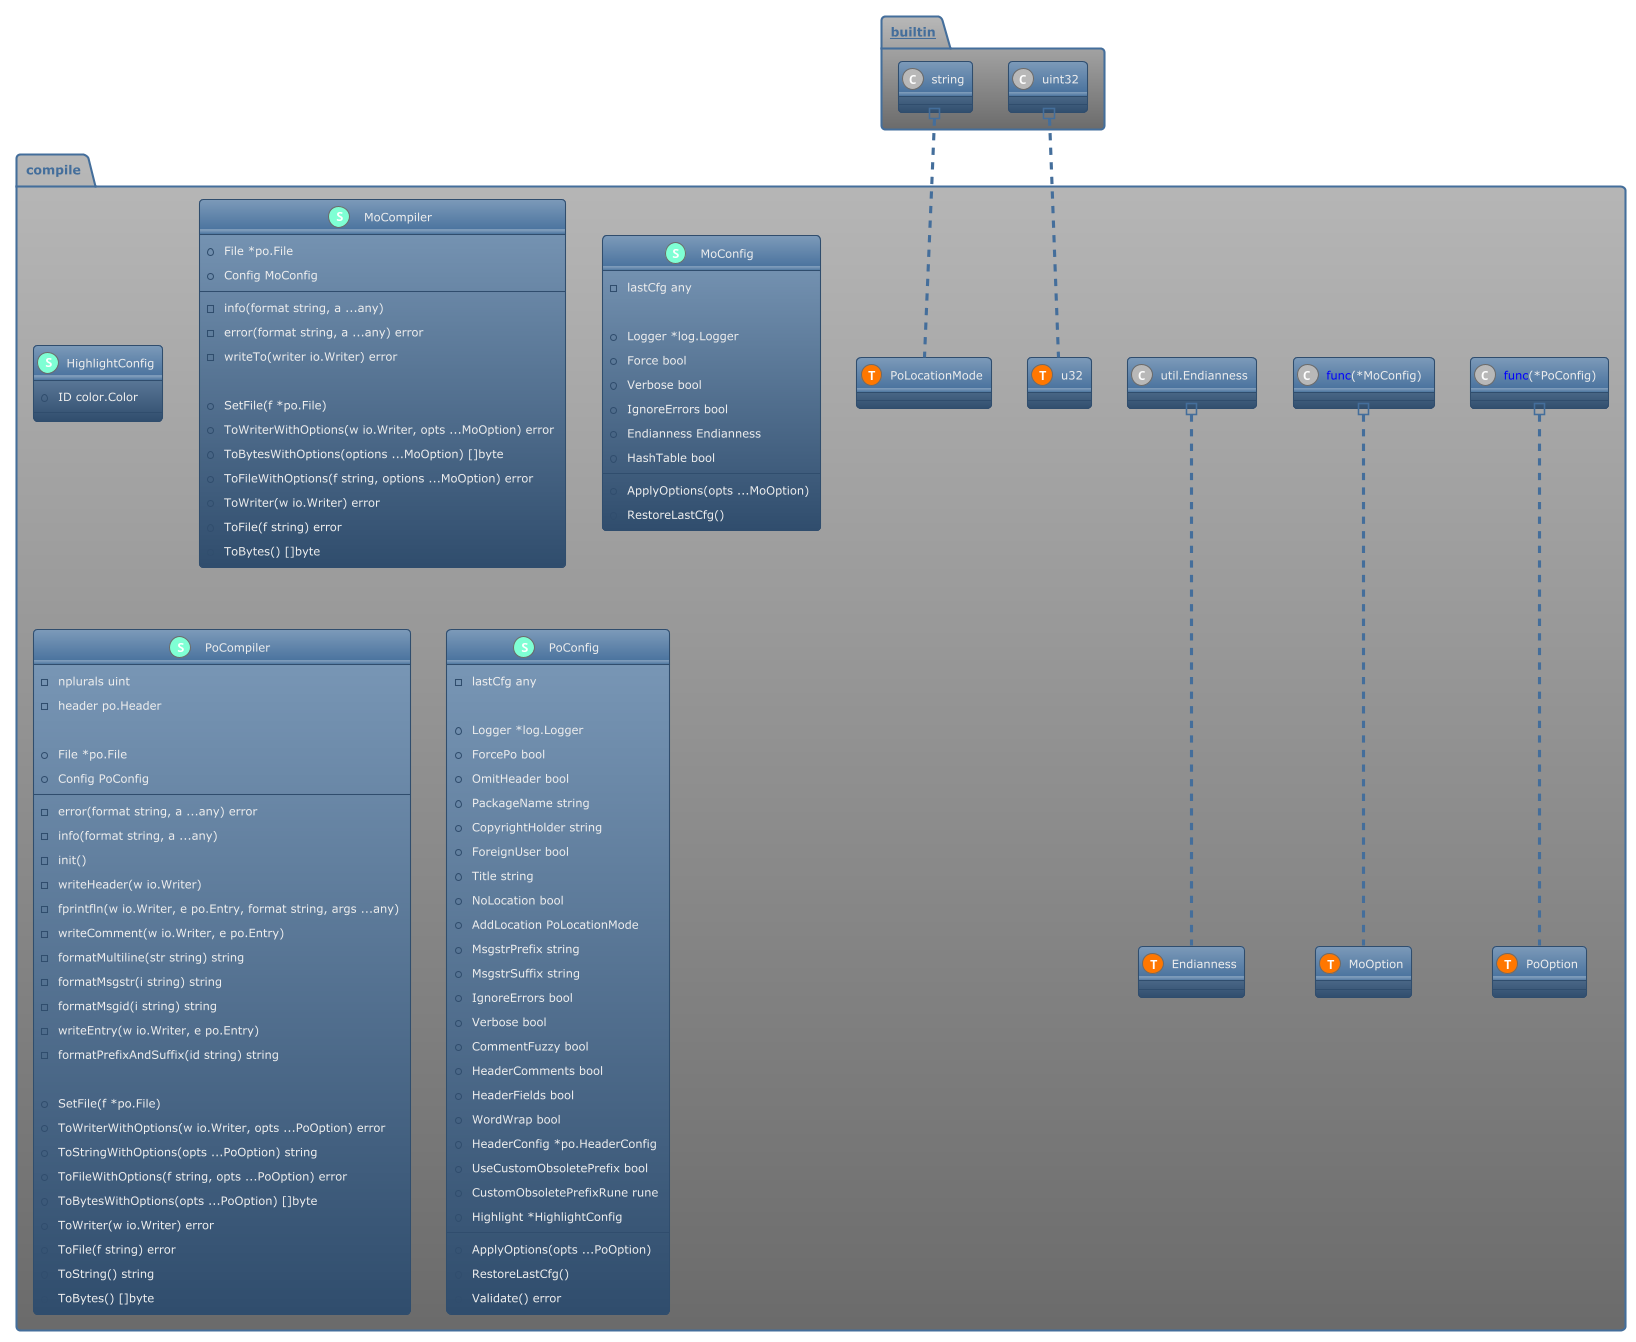 builtin
C string
C uint32
compile
S MoCompiler
File *po.File
Config MoConfig
info(format string, a ...any)
error(format string, a ...any) error
writeTo(writer io.Writer) error
SetFile(f *po.File)
ToWriterWithOptions(w io.Writer, opts ...MoOption) error
ToBytesWithOptions(options ...MoOption) []byte
ToFileWithOptions(f string, options ...MoOption) error
ToWriter(w io.Writer) error
ToFile(f string) error
ToBytes() []byte
S MoConfig
lastCfg any
Logger *log.Logger
Force bool
Verbose bool
IgnoreErrors bool
Endianness Endianness
HashTable bool
ApplyOptions(opts ...MoOption)
RestoreLastCfg()
S HighlightConfig
ID color.Color
T PoLocationMode
T u32
C util.Endianness
C func(*MoConfig)
C func(*PoConfig)
S PoCompiler
nplurals uint
header po.Header
File *po.File
Config PoConfig
error(format string, a ...any) error
info(format string, a ...any)
init()
writeHeader(w io.Writer)
fprintfln(w io.Writer, e po.Entry, format string, args ...any)
writeComment(w io.Writer, e po.Entry)
formatMultiline(str string) string
formatMsgstr(i string) string
formatMsgid(i string) string
writeEntry(w io.Writer, e po.Entry)
formatPrefixAndSuffix(id string) string
SetFile(f *po.File)
ToWriterWithOptions(w io.Writer, opts ...PoOption) error
ToStringWithOptions(opts ...PoOption) string
ToFileWithOptions(f string, opts ...PoOption) error
ToBytesWithOptions(opts ...PoOption) []byte
ToWriter(w io.Writer) error
ToFile(f string) error
ToString() string
ToBytes() []byte
S PoConfig
lastCfg any
Logger *log.Logger
ForcePo bool
OmitHeader bool
PackageName string
CopyrightHolder string
ForeignUser bool
Title string
NoLocation bool
AddLocation PoLocationMode
MsgstrPrefix string
MsgstrSuffix string
IgnoreErrors bool
Verbose bool
CommentFuzzy bool
HeaderComments bool
HeaderFields bool
WordWrap bool
HeaderConfig *po.HeaderConfig
UseCustomObsoletePrefix bool
CustomObsoletePrefixRune rune
Highlight *HighlightConfig
ApplyOptions(opts ...PoOption)
RestoreLastCfg()
Validate() error
T Endianness
T MoOption
T PoOption